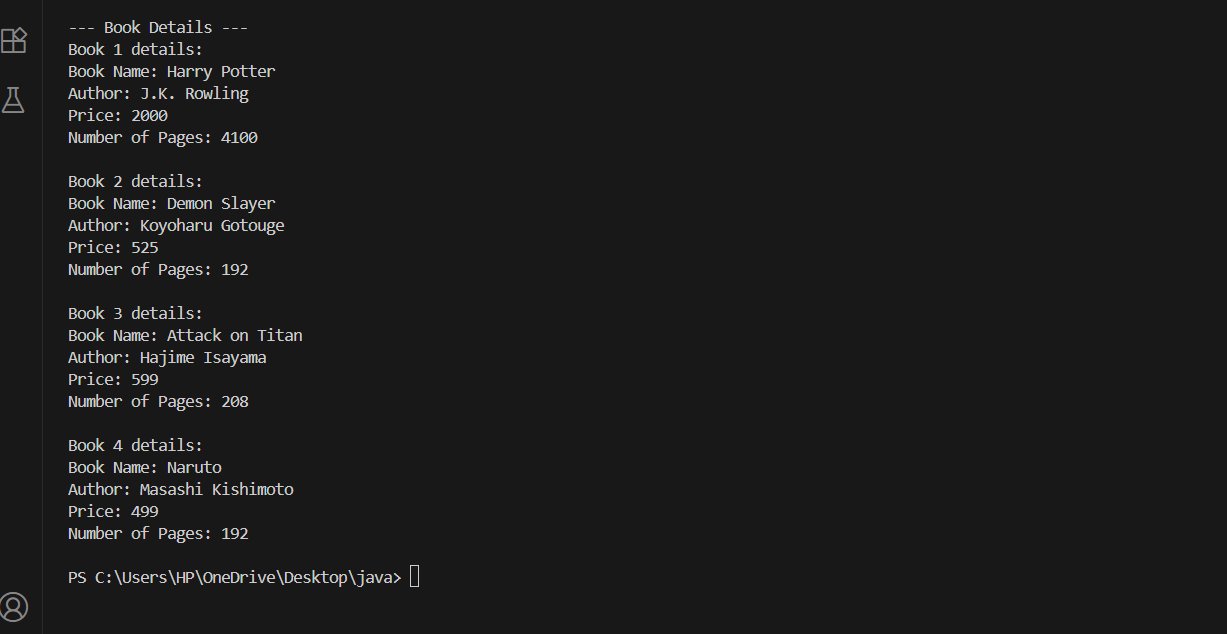 --- Book Details ---
Book 1 details:
Book Name: Harry Potter
Author: J.K. Rowling
Price: 2000
Number of Pages: 4100
Book 2 details:
Book Name: Demon Slayer
Author: Koyoharu Gotouge
Price: 525
Number of Pages: 192
Book 3 details:
Book Name: Attack on Titan
Author: Hajime Isayama
Price: 599
Number of Pages: 208
Book 4 details:
Book Name: Naruto
Author: Masashi Kishimoto
Price: 499
Number of Pages: 192
PS C:\Users\HP\OneDrive\Desktop\java>